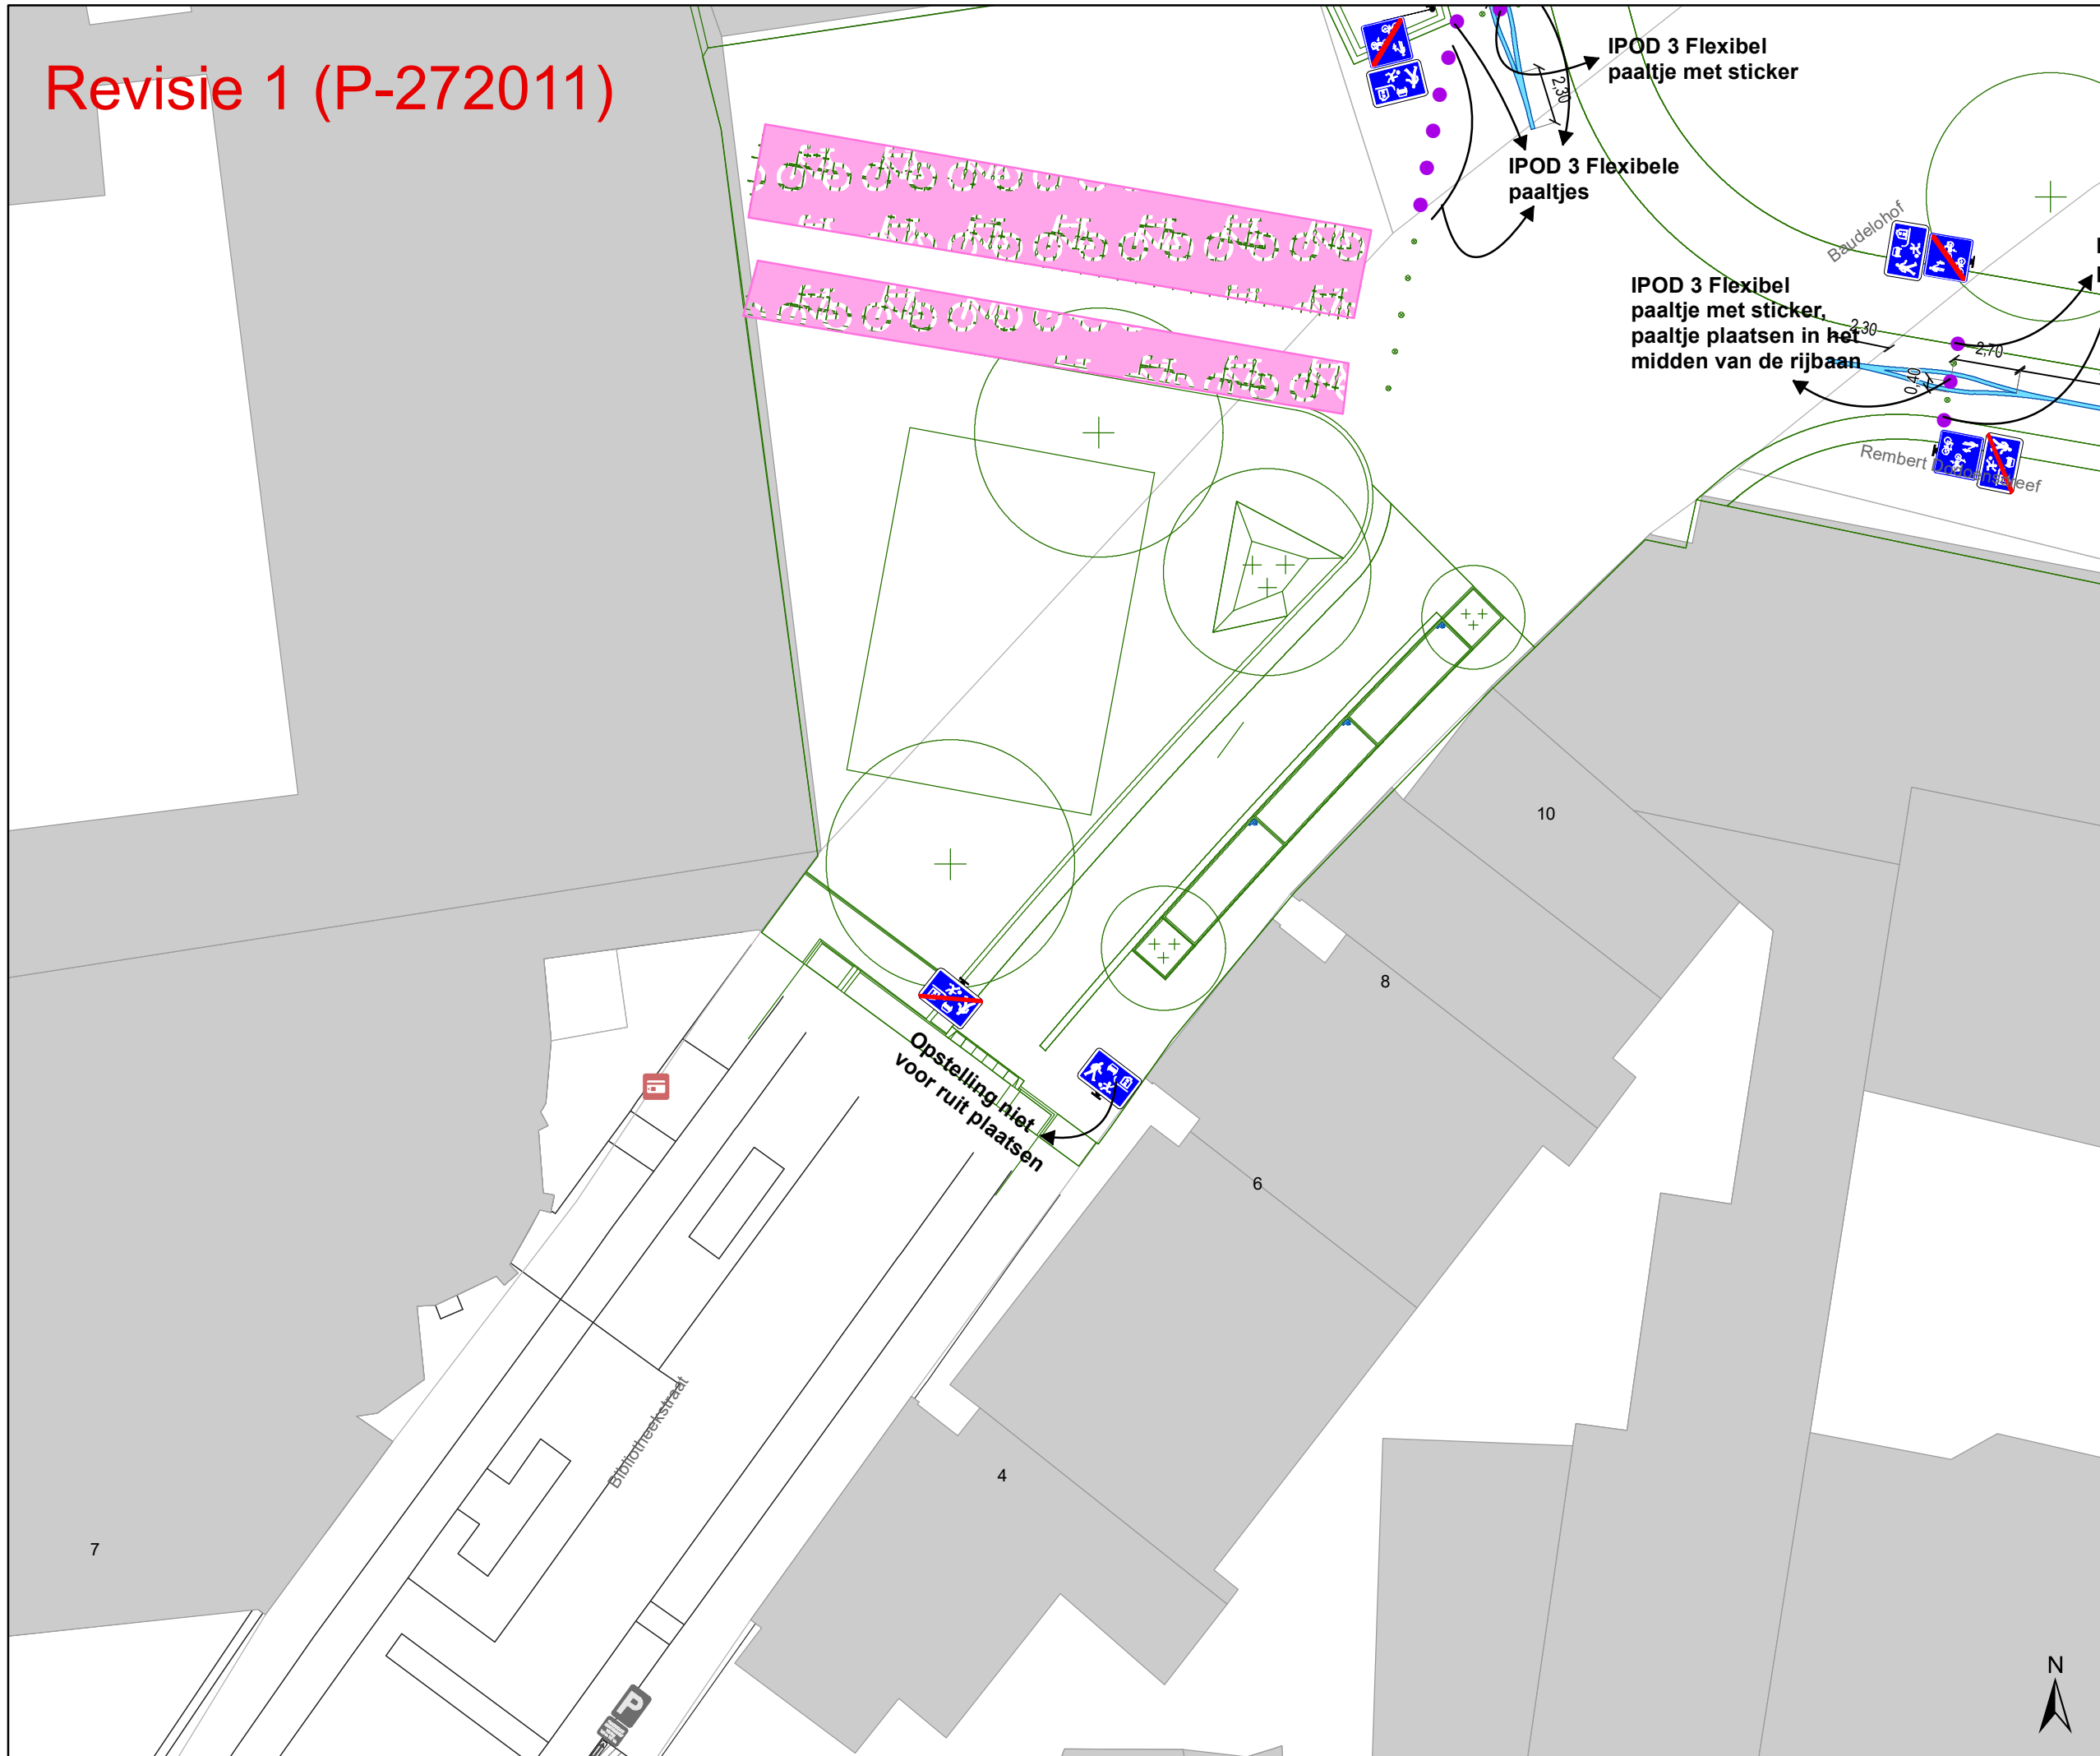 Revisie 1 (P-272011)
IPOD 3 Flexibel
paaltje met sticker
2,30
IPOD 3 Flexibele
paaltjes
Baudelohof
IPOD 3 Flexibel
paaltje met sticker,
paaltje plaatsen in het
midden van de rijbaan
2,30
2,70
0,40
Rembert Dodoensdreef
10
8
Opstelling niet
voor ruit plaatsen
6
4
Bibliotheekstraat
7
P
N